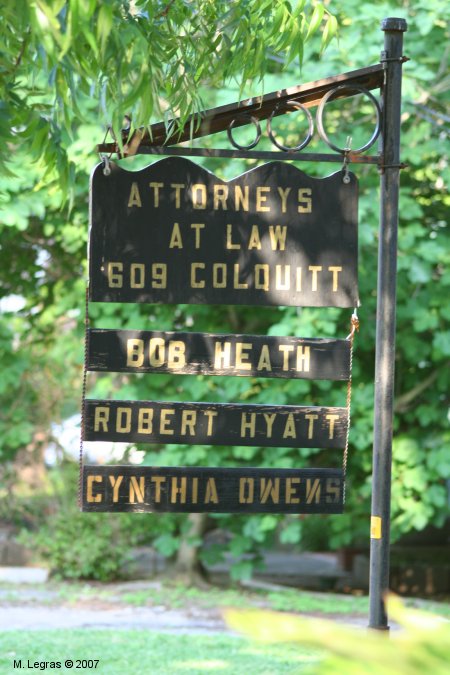 ATTORNEYS
AT LAW
609 COLQUITT
BOB HEATH
ROBERT HYATT
CYNTHIA OWENS
M. Legras © 2007